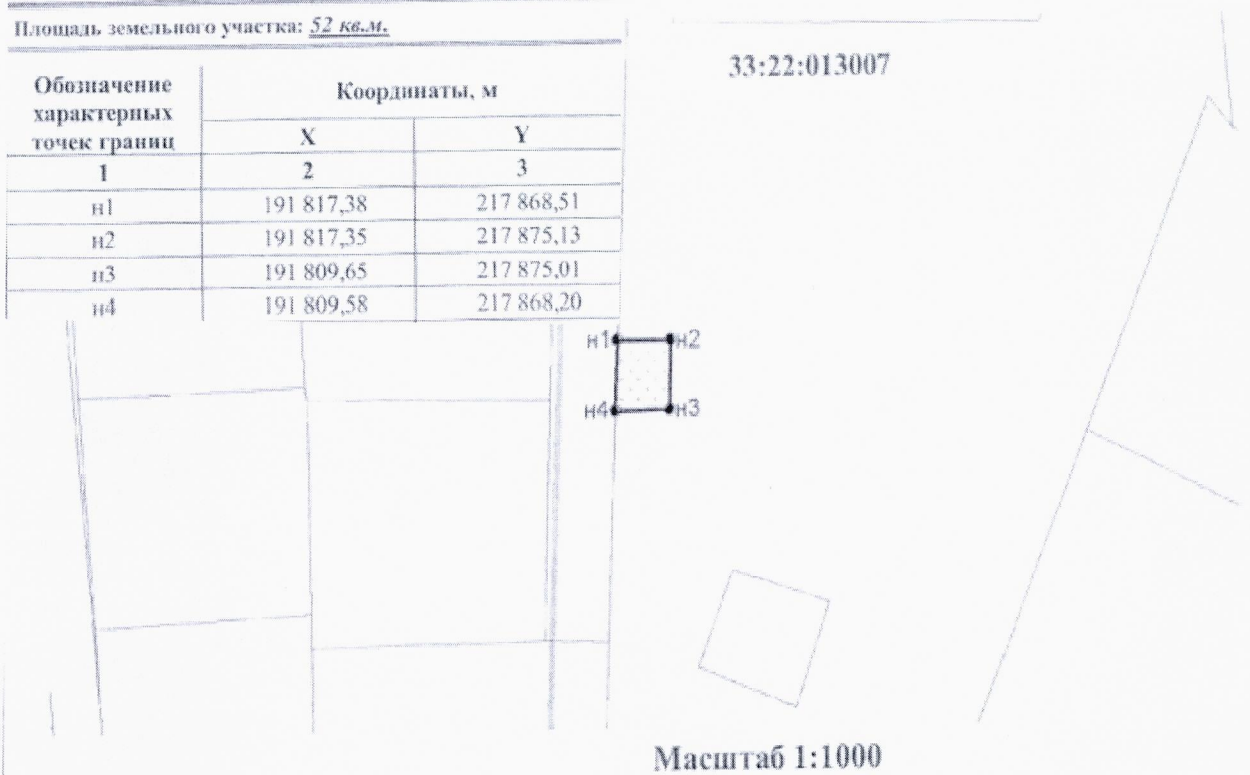 Площадь земельного участка: 52 кв.м.
33:22:013007
Обозначение характерных точек границ
Координаты, м
X Y
1 2 3
н1 191 817,38 217 868,51
н2 191 817,35 217 875,13
н3 191 809,65 217 875,01
н4 191 809,58 217 868,20
н1 н2
н4 н3
Масштаб 1:1000